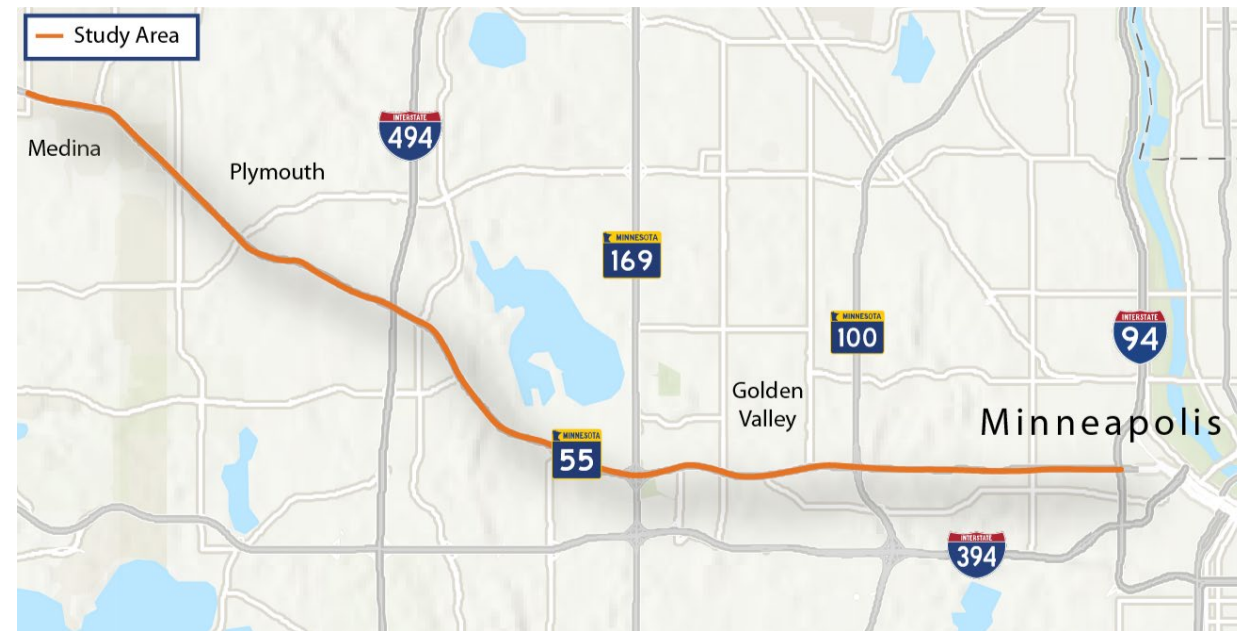 Study Area
INTERSTATE
494
Medina
Plymouth
MINNESOTA
169
MINNESOTA
100
INTERSTATE
94
Golden
Valley
Minneapolis
MINNESOTA
55
INTERSTATE
394